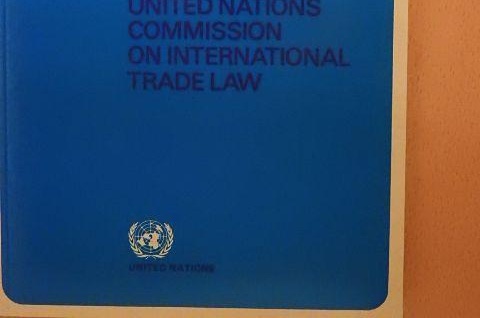 UNITED NATIONS
COMMISSION
ON INTERNATIONAL
TRADE LAW
UNITED NATIONS